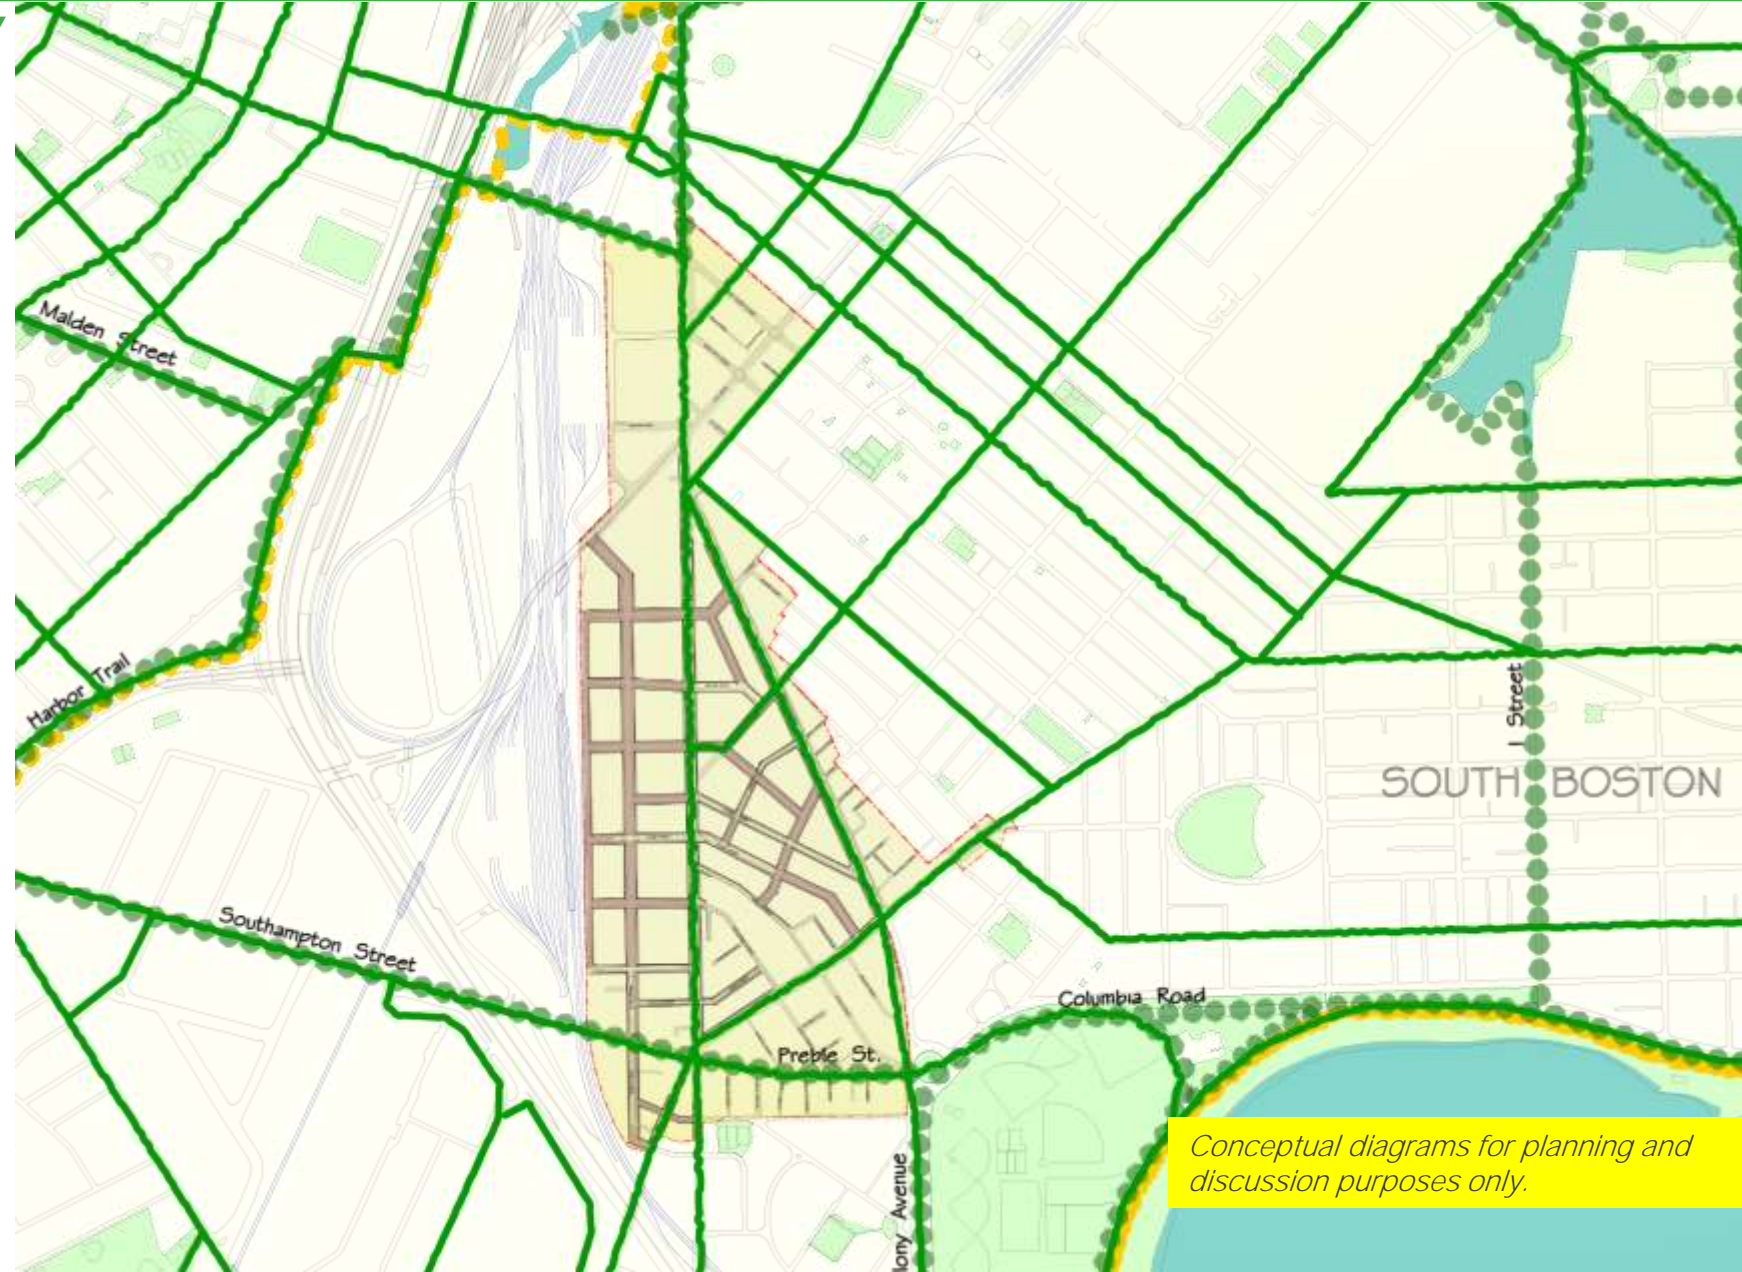 Malden Street
Harbor Trail
I Street
SOUTH BOSTON
Southampton Street
Columbia Road
Preble St.
lony Avenue
Conceptual diagrams for planning and
discussion purposes only.